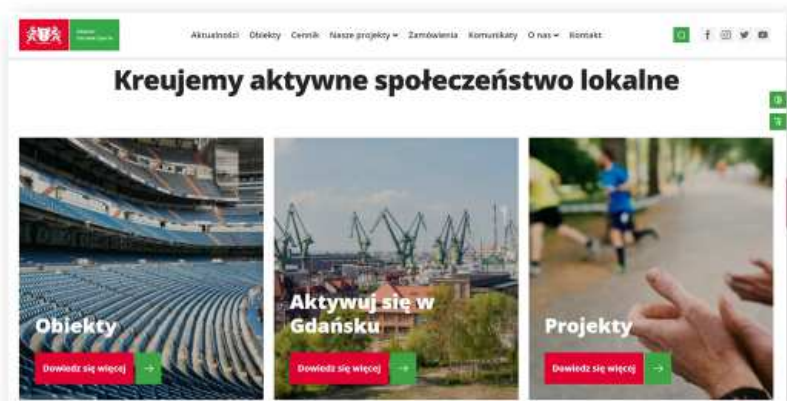 Aktualności Obiekty Cennik Nasze projekty Zamówienia Komunikaty O nas Kontakt
Kreujemy aktywne społeczeństwo lokalne
Obiekty
Dowiedz się więcej
Aktywuj się w
Gdańsku
Dowiedz się więcej
Projekty
Dowiedz się więcej